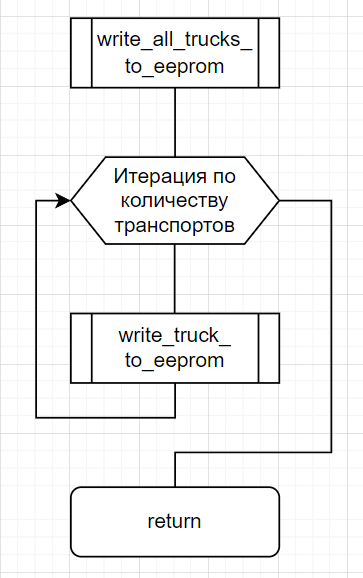 write_all_trucks_
to_eeprom
Итерация по
количеству
транспортов
write_truck_
to_eeprom
return